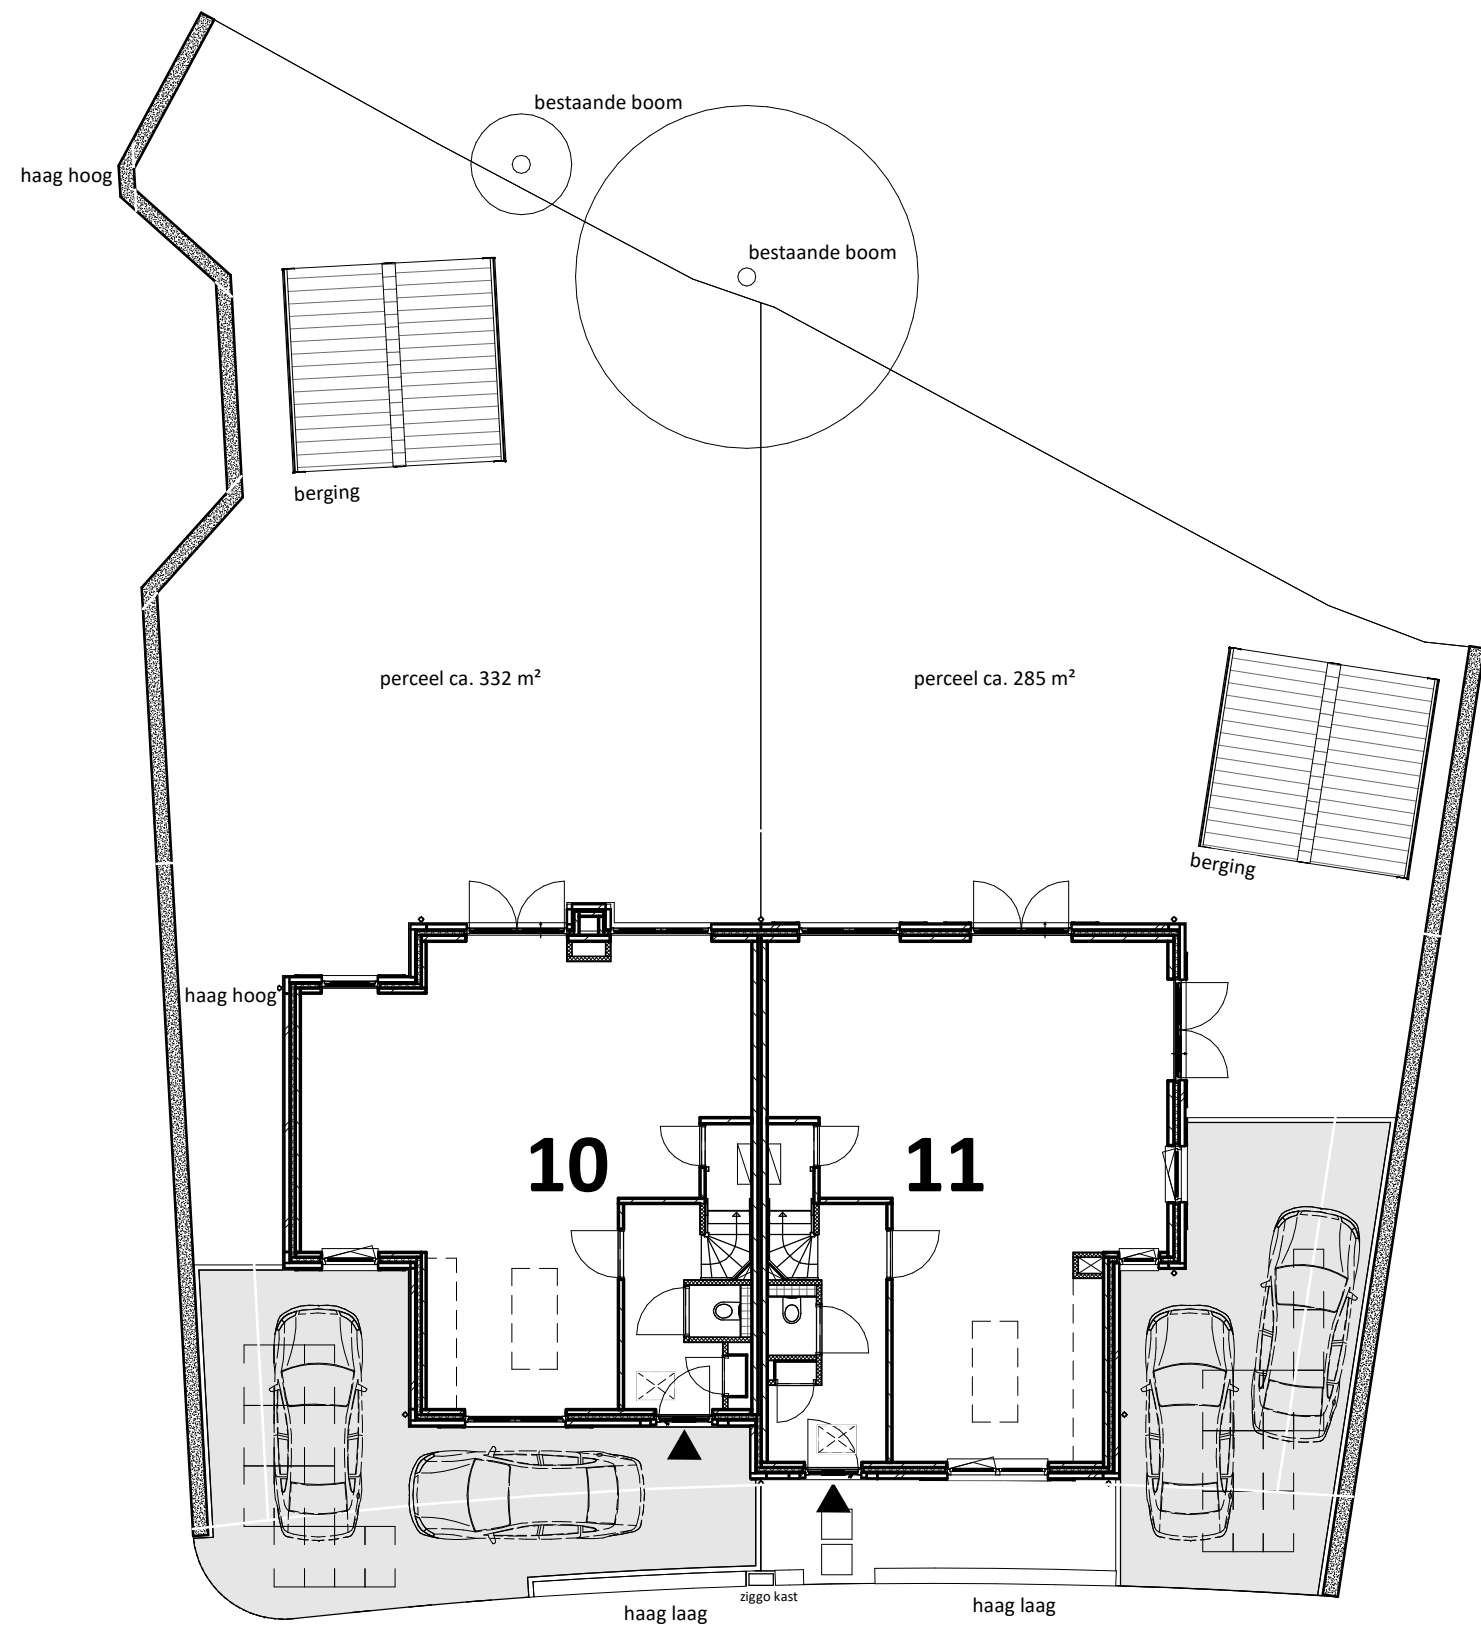 bestaande boom
haag hoog
bestaande boom
berging
perceel ca. 332 m²
perceel ca. 285 m²
berging
haag hoog
10
11
ziggo kast
haag laag
haag laag